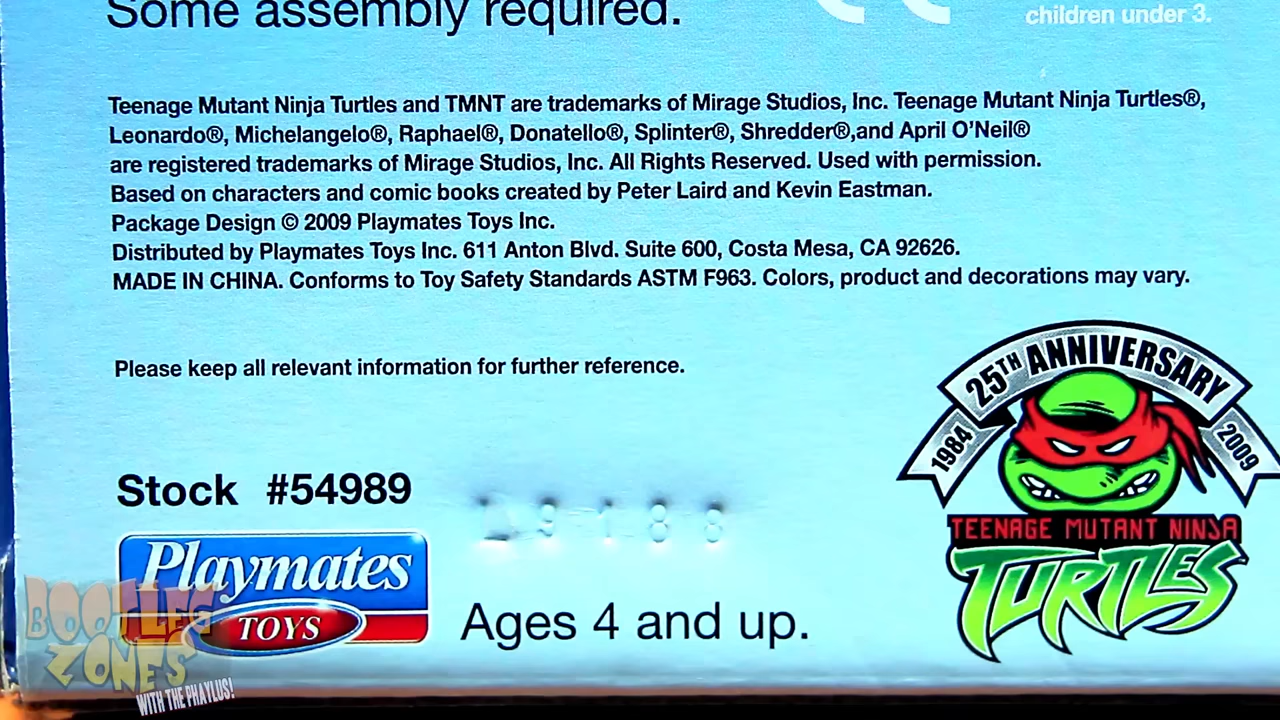 Some assembly required.
children under 3.
Teenage Mutant Ninja Turtles and TMNT are trademarks of Mirage Studios, Inc. Teenage Mutant Ninja Turtles®,
Leonardo®, Michelangelo®, Raphael®, Donatello®, Splinter®, Shredder®,and April O'Neil®
are registered trademarks of Mirage Studios, Inc. All Rights Reserved. Used with permission.
Based on characters and comic books created by Peter Laird and Kevin Eastman.
Package Design © 2009 Playmates Toys Inc.
Distributed by Playmates Toys Inc. 611 Anton Blvd. Suite 600, Costa Mesa, CA 92626.
MADE IN CHINA. Conforms to Toy Safety Standards ASTM F963. Colors, product and decorations may vary.
Please keep all relevant information for further reference.
25TH ANNIVERSARY
1984
2009
TEENAGE MUTANT NINJA
TURTLES
Stock #54989
Playmates
TOYS
Ages 4 and up.
BOOTLEG
ZONES
WITH THE PHAYLUS!